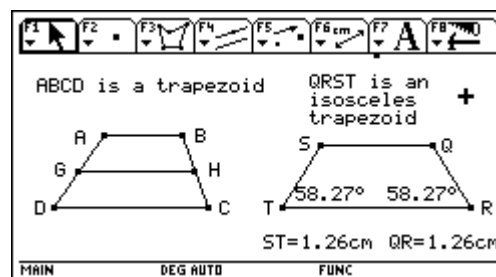 F1 F2 F3 F4 F5 F6 cm F7 A F8
ABCD is a trapezoid
QRST is an
isosceles
trapezoid
A B
G H
D C
S Q
58.27° 58.27°
T R
ST=1.26cm QR=1.26cm
MAIN DEG AUTO FUNC